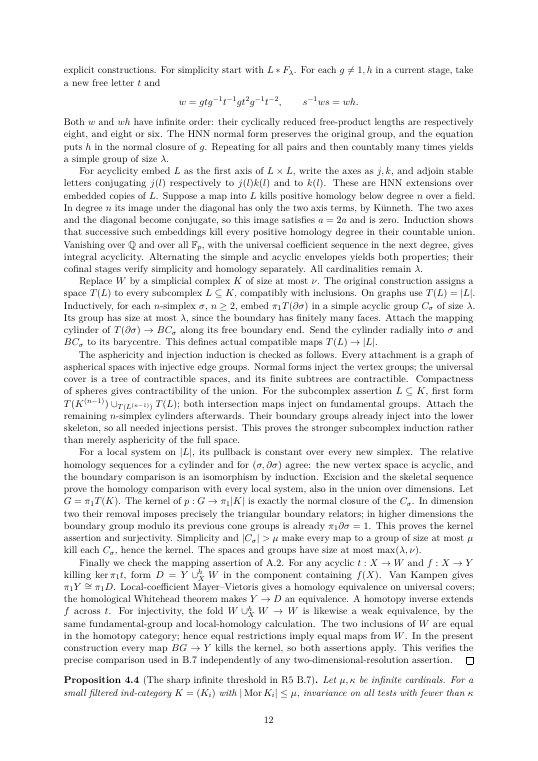 explicit constructions. For simplicity start with L ∗ F_λ. For each g ≠ 1, h in a current stage, take
a new free letter t and
w = gtg⁻¹t⁻¹gt²g⁻¹t⁻², s⁻¹ws = wh.
Both w and wh have infinite order: their cyclically reduced free-product lengths are respectively
eight, and eight or six. The HNN normal form preserves the original group, and the equation
puts h in the normal closure of g. Repeating for all pairs and then countably many times yields
a simple group of size λ.
For acyclicity embed L as the first axis of L × L, write the axes as j, k, and adjoin stable
letters conjugating j(l) respectively to j(l)k(l) and to k(l). These are HNN extensions over
embedded copies of L. Suppose a map into L kills positive homology below degree n over a field.
In degree n its image under the diagonal has only the two axis terms, by Künneth. The two axes
and the diagonal become conjugate, so this image satisfies a = 2a and is zero. Induction shows
that successive such embeddings kill every positive homology degree in their countable union.
Vanishing over ℚ and over all 𝔽_p, with the universal coefficient sequence in the next degree, gives
integral acyclicity. Alternating the simple and acyclic envelopes yields both properties; their
cofinal stages verify simplicity and homology separately. All cardinalities remain λ.
Replace W by a simplicial complex K of size at most ν. The original construction assigns a
space T(L) to every subcomplex L ⊆ K, compatibly with inclusions. On graphs use T(L) = |L|.
Inductively, for each n-simplex σ, n ≥ 2, embed π₁T(∂σ) in a simple acyclic group C_σ of size λ.
Its group has size at most λ, since the boundary has finitely many faces. Attach the mapping
cylinder of T(∂σ) → BC_σ along its free boundary end. Send the cylinder radially into σ and
BC_σ to its barycentre. This defines actual compatible maps T(L) → |L|.
The asphericity and injection induction is checked as follows. Every attachment is a graph of
aspherical spaces with injective edge groups. Normal forms inject the vertex groups; the universal
cover is a tree of contractible spaces, and its finite subtrees are contractible. Compactness
of spheres gives contractibility of the union. For the subcomplex assertion L ⊆ K, first form
T(K^(n−1)) ∪_{T(L^(n−1))} T(L); both intersection maps inject on fundamental groups. Attach the
remaining n-simplex cylinders afterwards. Their boundary groups already inject into the lower
skeleton, so all needed injections persist. This proves the stronger subcomplex induction rather
than merely asphericity of the full space.
For a local system on |L|, its pullback is constant over every new simplex. The relative
homology sequences for a cylinder and for (σ, ∂σ) agree: the new vertex space is acyclic, and
the boundary comparison is an isomorphism by induction. Excision and the skeletal sequence
prove the homology comparison with every local system, also in the union over dimensions. Let
G = π₁T(K). The kernel of p : G → π₁|K| is exactly the normal closure of the C_σ. In dimension
two their removal imposes precisely the triangular boundary relators; in higher dimensions the
boundary group modulo its previous cone groups is already π₁∂σ = 1. This proves the kernel
assertion and surjectivity. Simplicity and |C_σ| > μ make every map to a group of size at most μ
kill each C_σ, hence the kernel. The spaces and groups have size at most max(λ, ν).
Finally we check the mapping assertion of A.2. For any acyclic t : X → W and f : X → Y
killing ker π₁t, form D = Y ∪ʰ_X W in the component containing f(X). Van Kampen gives
π₁Y ≅ π₁D. Local-coefficient Mayer–Vietoris gives a homology equivalence on universal covers;
the homological Whitehead theorem makes Y → D an equivalence. A homotopy inverse extends
f across t. For injectivity, the fold W ∪ʰ_X W → W is likewise a weak equivalence, by the
same fundamental-group and local-homology calculation. The two inclusions of W are equal
in the homotopy category; hence equal restrictions imply equal maps from W. In the present
construction every map BG → Y kills the kernel, so both assertions apply. This verifies the
precise comparison used in B.7 independently of any two-dimensional-resolution assertion. □
Proposition 4.4 (The sharp infinite threshold in R5 B.7). Let μ, κ be infinite cardinals. For a
small filtered ind-category K = (K_i) with | Mor K_i| ≤ μ, invariance on all tests with fewer than κ
12